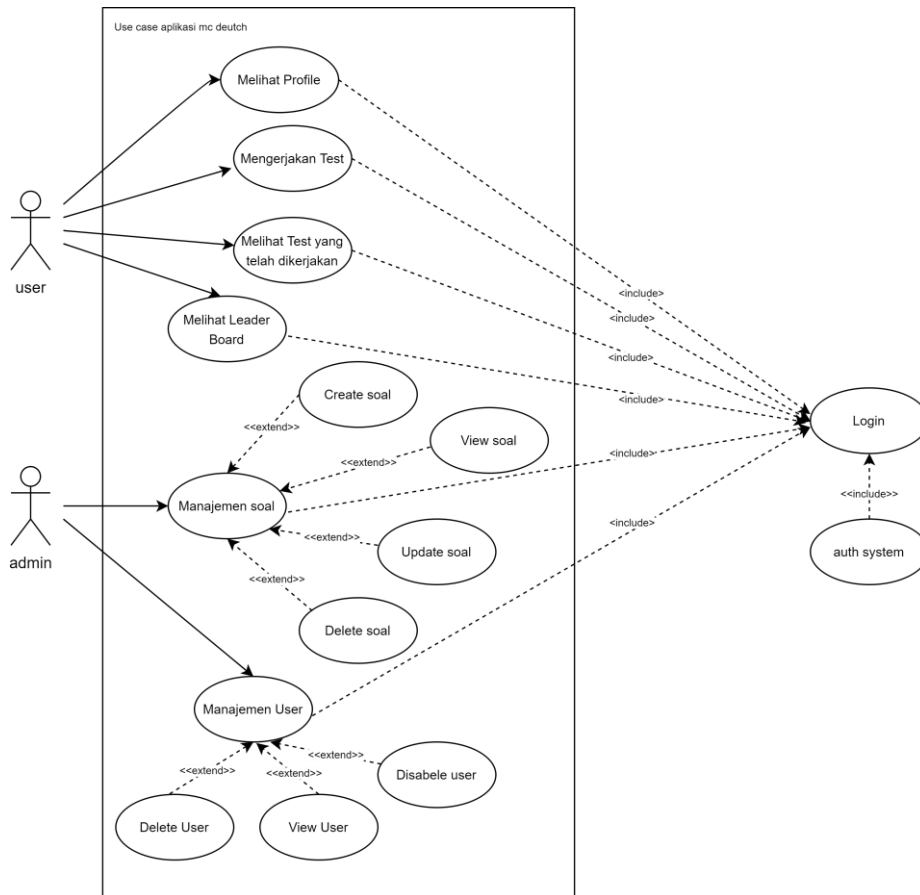 Use case aplikasi mc deutch
Melihat Profile
Mengerjakan Test
Melihat Test yang
telah dikerjakan
user
Melihat Leader
Board
<include>
<include>
<include>
<include>
Create soal
<<extend>>
View soal
<<extend>>
Login
<include>
Manajemen soal
<<include>>
admin
<<extend>>
Update soal
<include>
auth system
<<extend>>
Delete soal
Manajemen User
<<extend>>
<<extend>>
<<extend>>
Disabele user
Delete User
View User